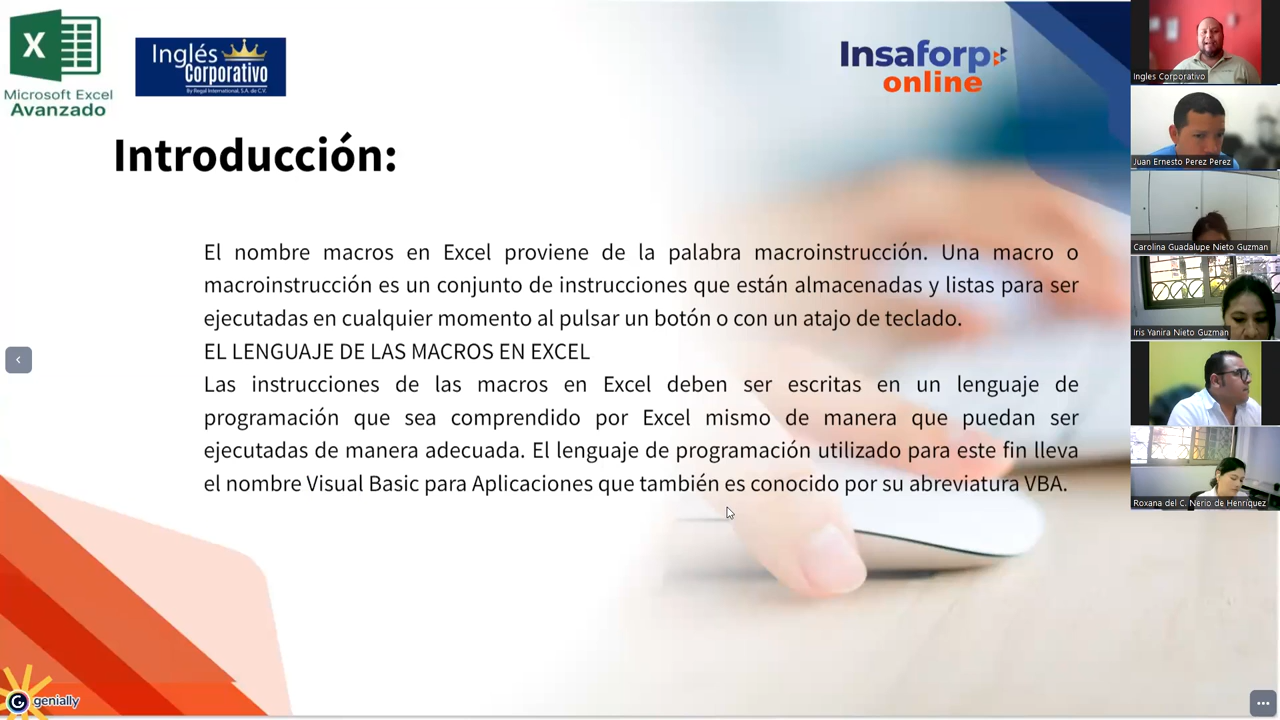 X
Microsoft Excel
Avanzado
Inglés
Corporativo
By Regal International, S.A. de C.V.
Insaforp
online
Introducción:
El nombre macros en Excel proviene de la palabra macroinstrucción. Una macro o
macroinstrucción es un conjunto de instrucciones que están almacenadas y listas para ser
ejecutadas en cualquier momento al pulsar un botón o con un atajo de teclado.
EL LENGUAJE DE LAS MACROS EN EXCEL
Las instrucciones de las macros en Excel deben ser escritas en un lenguaje de
programación que sea comprendido por Excel mismo de manera que puedan ser
ejecutadas de manera adecuada. El lenguaje de programación utilizado para este fin lleva
el nombre Visual Basic para Aplicaciones que también es conocido por su abreviatura VBA.
genially
Ingles Corporativo
Juan Ernesto Perez Perez
Carolina Guadalupe Nieto Guzman
Iris Yanira Nieto Guzman
Roxana del C. Nerio de Henriquez